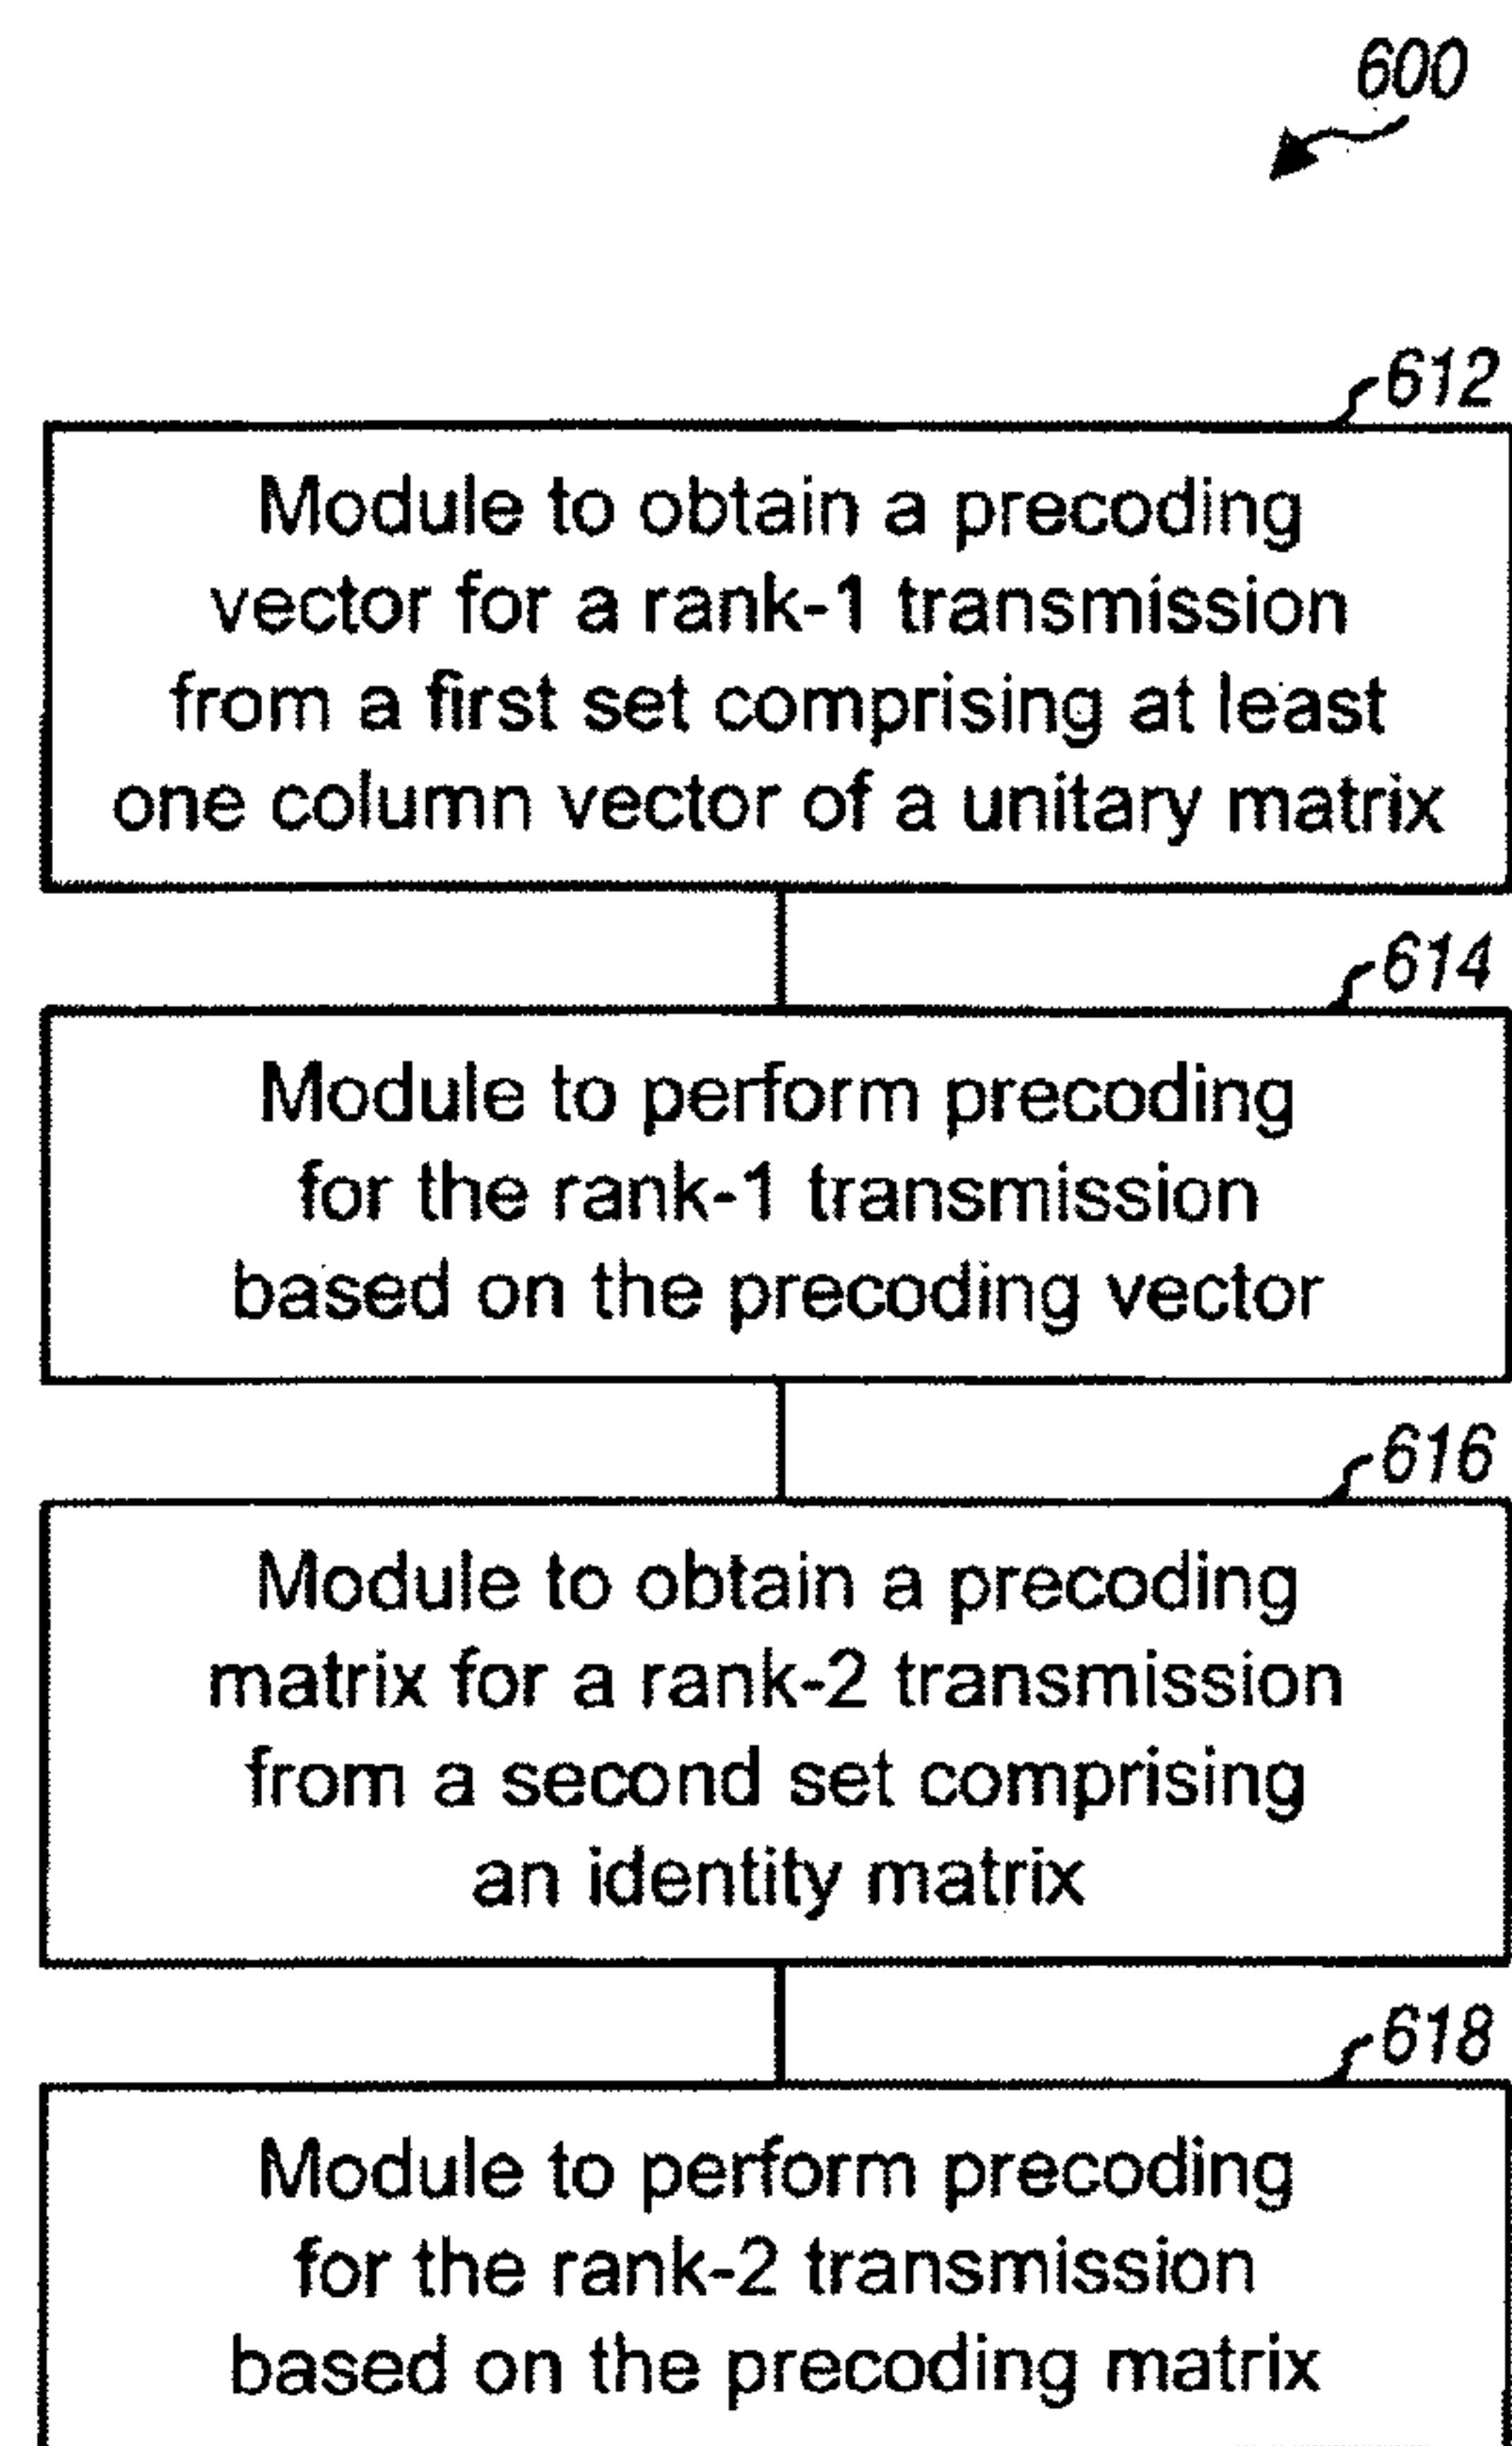 600
612
Module to obtain a precoding
vector for a rank-1 transmission
from a first set comprising at least
one column vector of a unitary matrix
614
Module to perform precoding
for the rank-1 transmission
based on the precoding vector
616
Module to obtain a precoding
matrix for a rank-2 transmission
from a second set comprising
an identity matrix
618
Module to perform precoding
for the rank-2 transmission
based on the precoding matrix